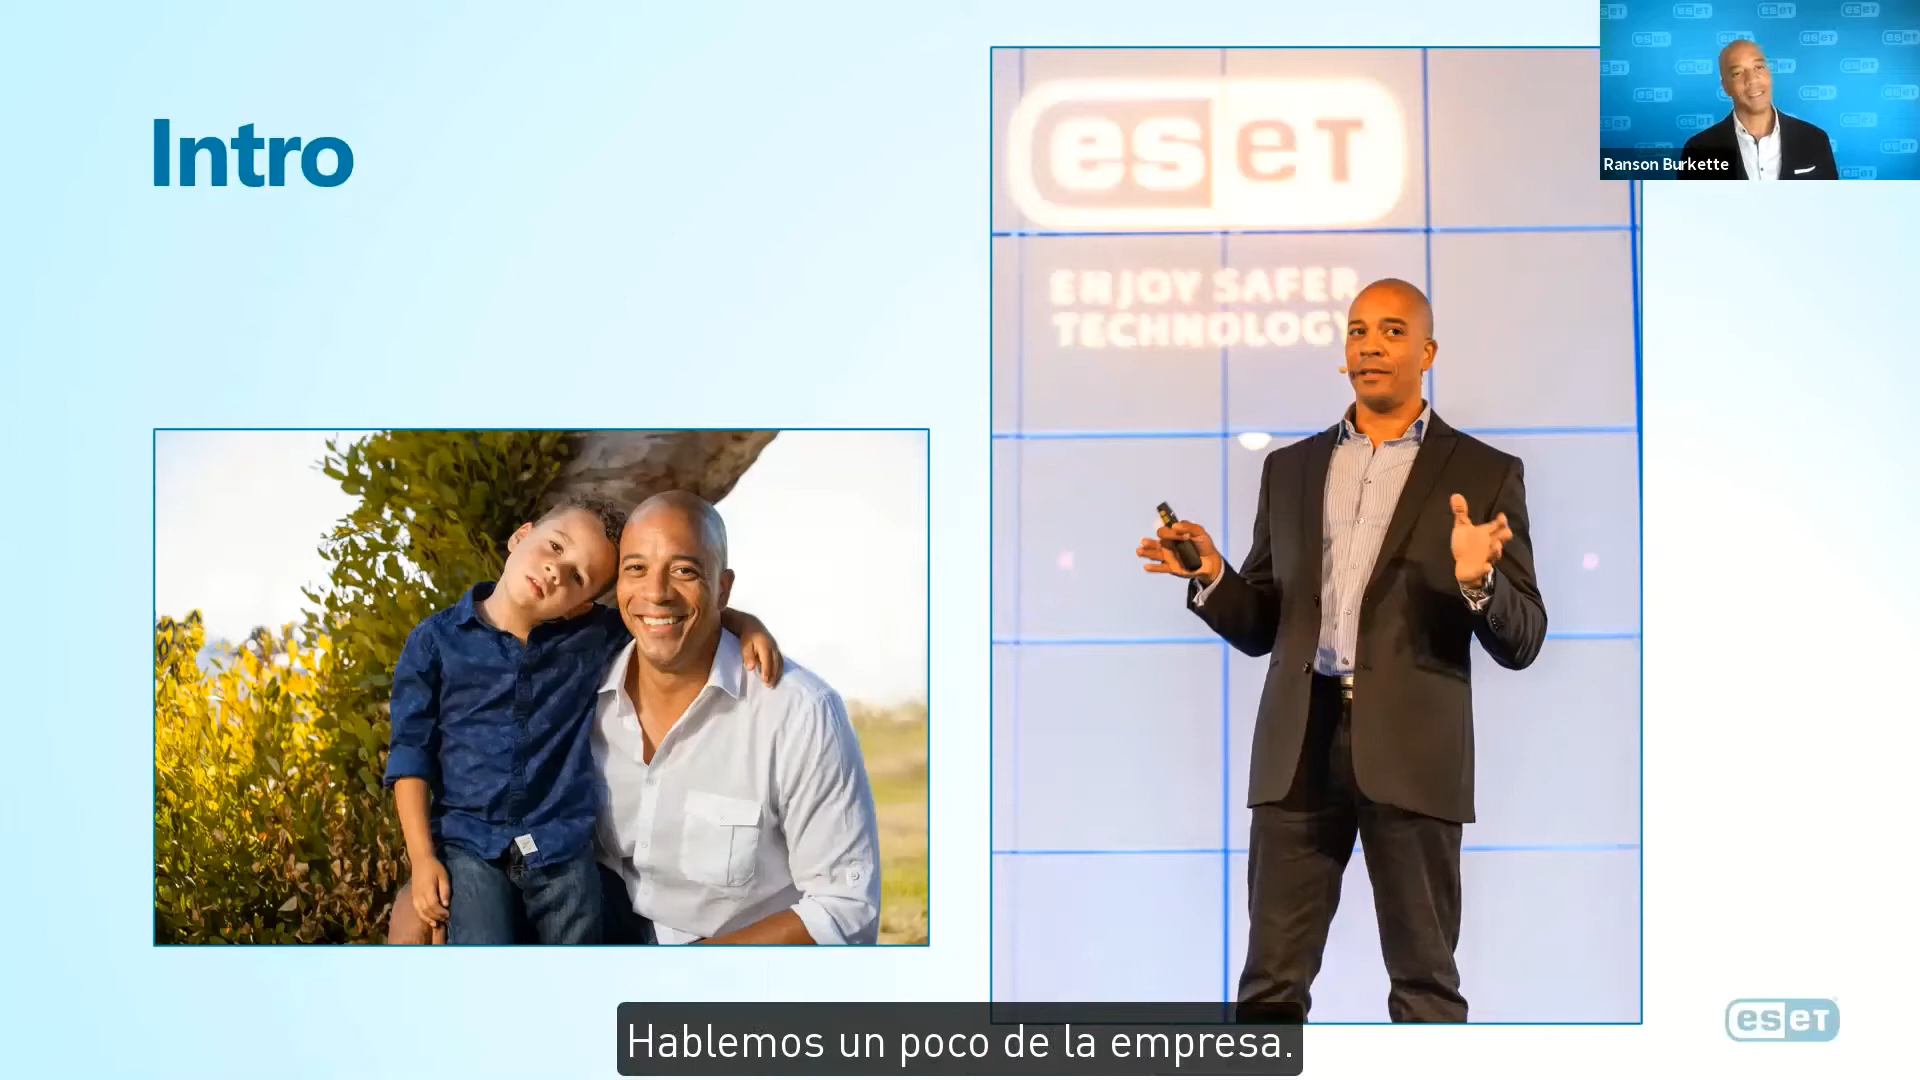 Intro
eset
ENJOY SAFER
TECHNOLOGY
Ranson Burkette
Hablemos un poco de la empresa.
eset